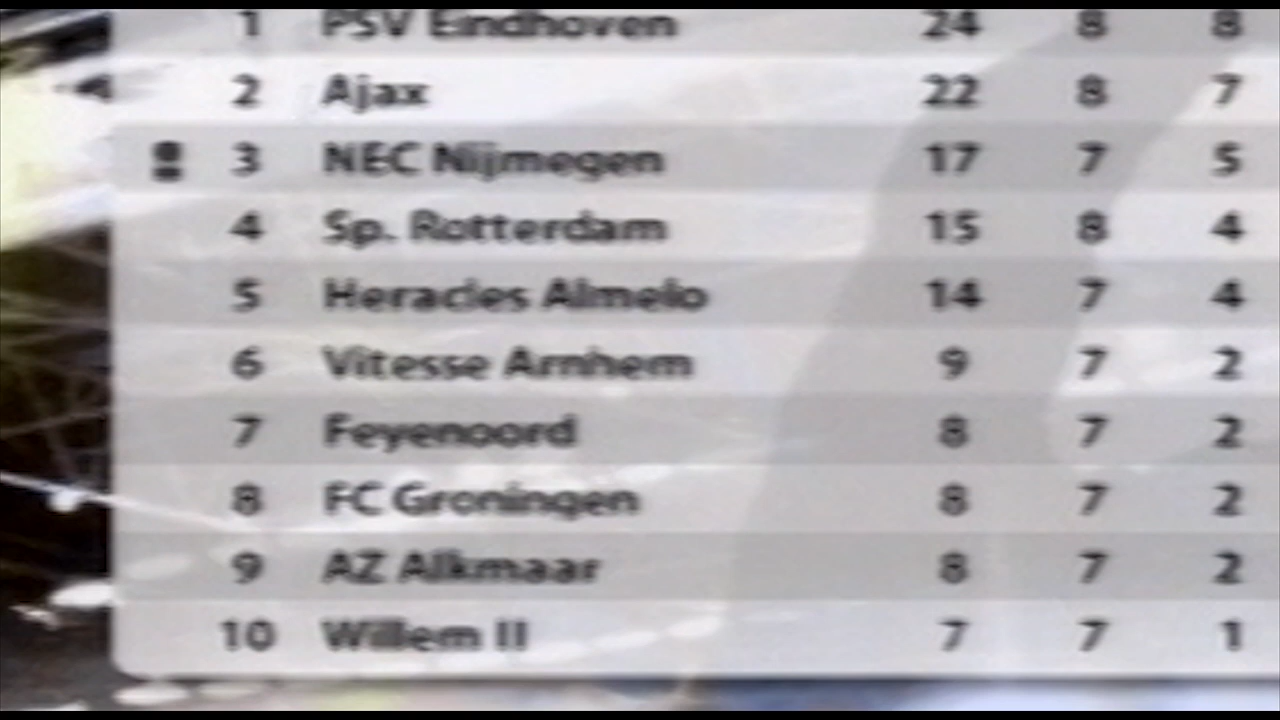 1 PSV Eindhoven 24 8 8
2 Ajax 22 8 7
3 NEC Nijmegen 17 7 5
4 Sp. Rotterdam 15 8 4
5 Heracles Almelo 14 7 4
6 Vitesse Arnhem 9 7 2
7 Feyenoord 8 7 2
8 FC Groningen 8 7 2
9 AZ Alkmaar 8 7 2
10 Willem II 7 7 1